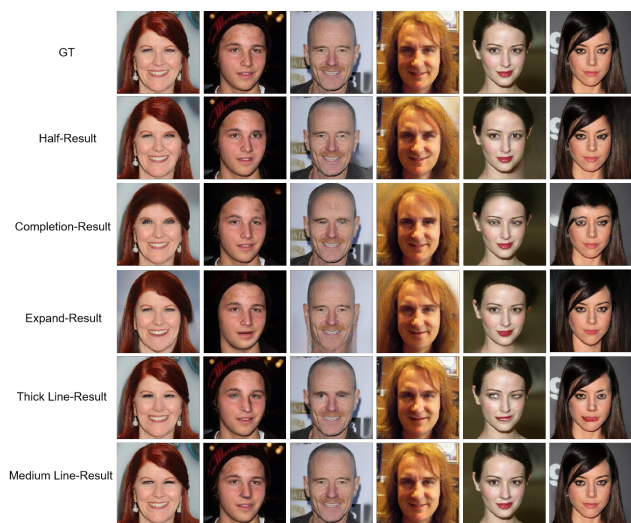 GT
Half-Result
Completion-Result
Expand-Result
Thick Line-Result
Medium Line-Result